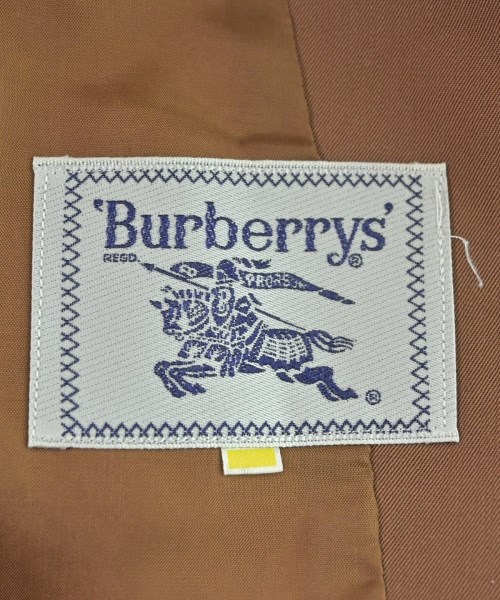 'Burberrys'
REGD. ®
PRORSUM
®